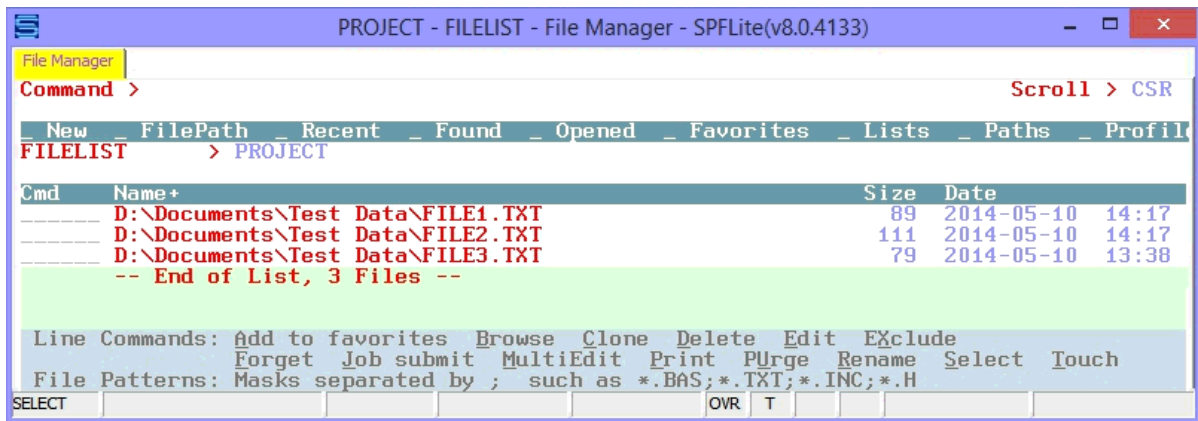 PROJECT - FILELIST - File Manager - SPFLite(v8.0.4133)
File Manager
Command > Scroll > CSR
_ New _ FilePath _ Recent _ Found _ Opened _ Favorites _ Lists _ Paths _ Profile
FILELIST > PROJECT
Cmd Name+ Size Date
______ D:\Documents\Test Data\FILE1.TXT 89 2014-05-10 14:17
______ D:\Documents\Test Data\FILE2.TXT 111 2014-05-10 14:17
______ D:\Documents\Test Data\FILE3.TXT 79 2014-05-10 13:38
-- End of List, 3 Files --
Line Commands: Add to favorites Browse Clone Delete Edit EXclude
Forget Job submit MultiEdit Print PUrge Rename Select Touch
File Patterns: Masks separated by ; such as *.BAS;*.TXT;*.INC;*.H
SELECT OVR T